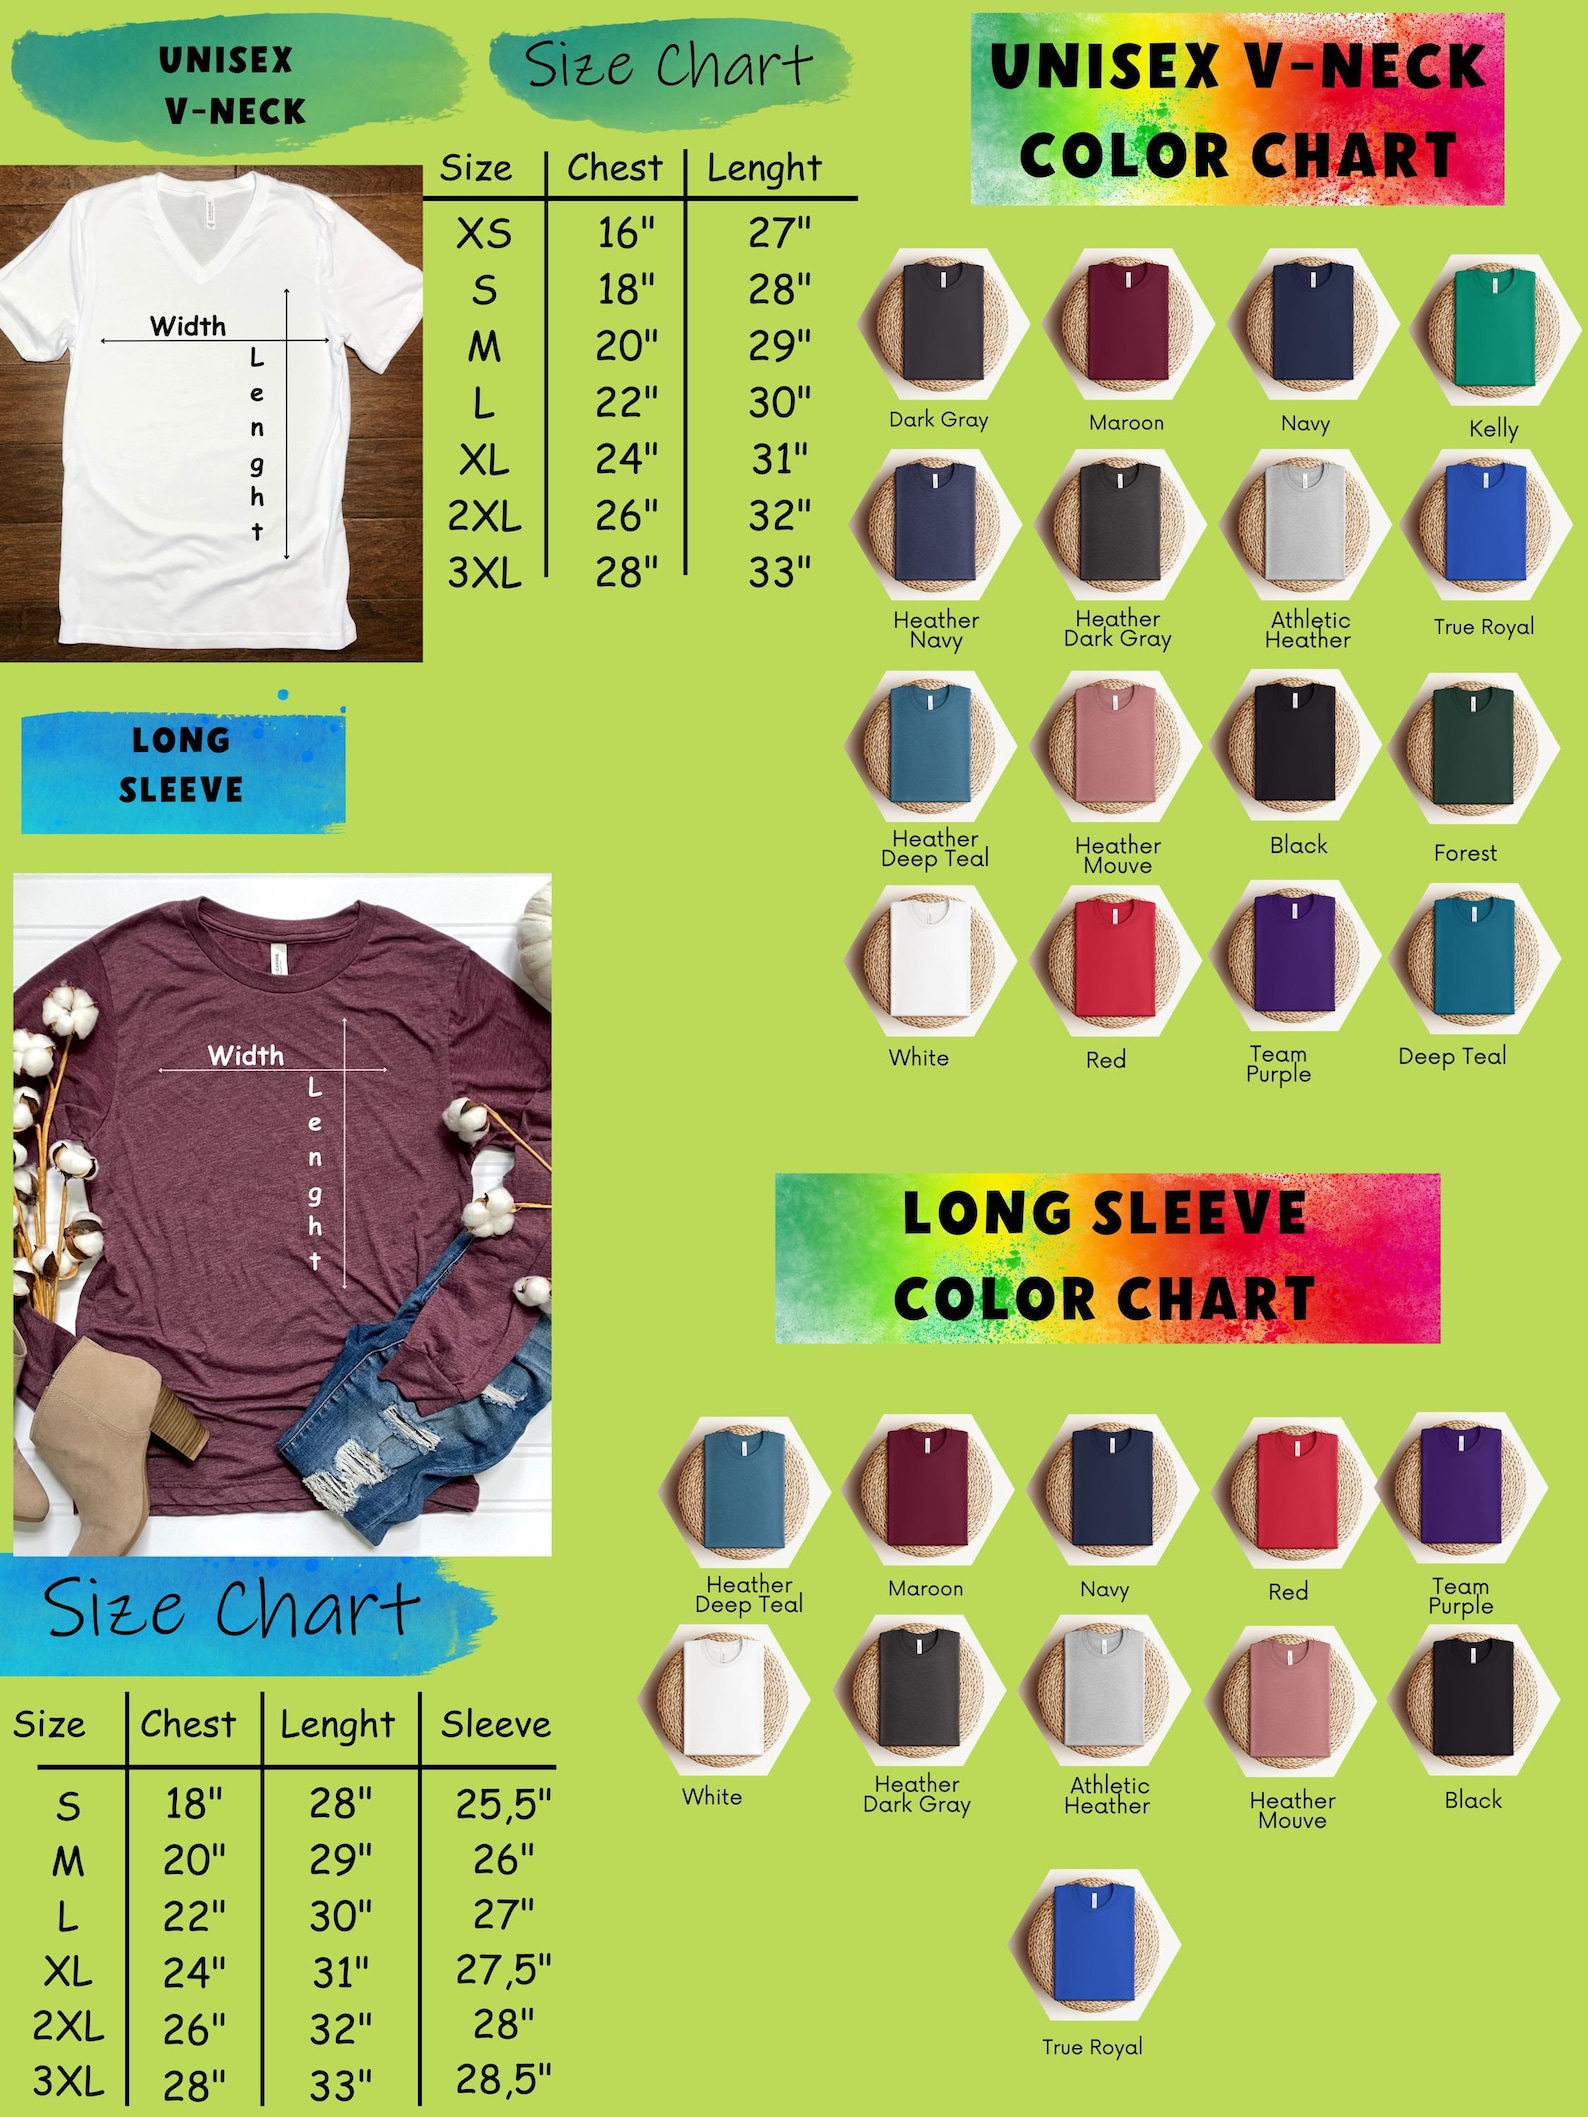 UNISEX
V-NECK
Size Chart
Size Chest Lenght
XS 16" 27"
S 18" 28"
M 20" 29"
L 22" 30"
XL 24" 31"
2XL 26" 32"
3XL 28" 33"
Width
Lenght
UNISEX V-NECK
COLOR CHART
Dark Gray
Maroon
Navy
Kelly
Heather
Navy
Heather
Dark Gray
Athletic
Heather
True Royal
Heather
Deep Teal
Heather
Mouve
Black
Forest
White
Red
Team
Purple
Deep Teal
LONG
SLEEVE
Width
Lenght
Size Chart
Size Chest Lenght Sleeve
S 18" 28" 25,5"
M 20" 29" 26"
L 22" 30" 27"
XL 24" 31" 27,5"
2XL 26" 32" 28"
3XL 28" 33" 28,5"
LONG SLEEVE
COLOR CHART
Heather
Deep Teal
Maroon
Navy
Red
Team
Purple
White
Heather
Dark Gray
Athletic
Heather
Heather
Mouve
Black
True Royal